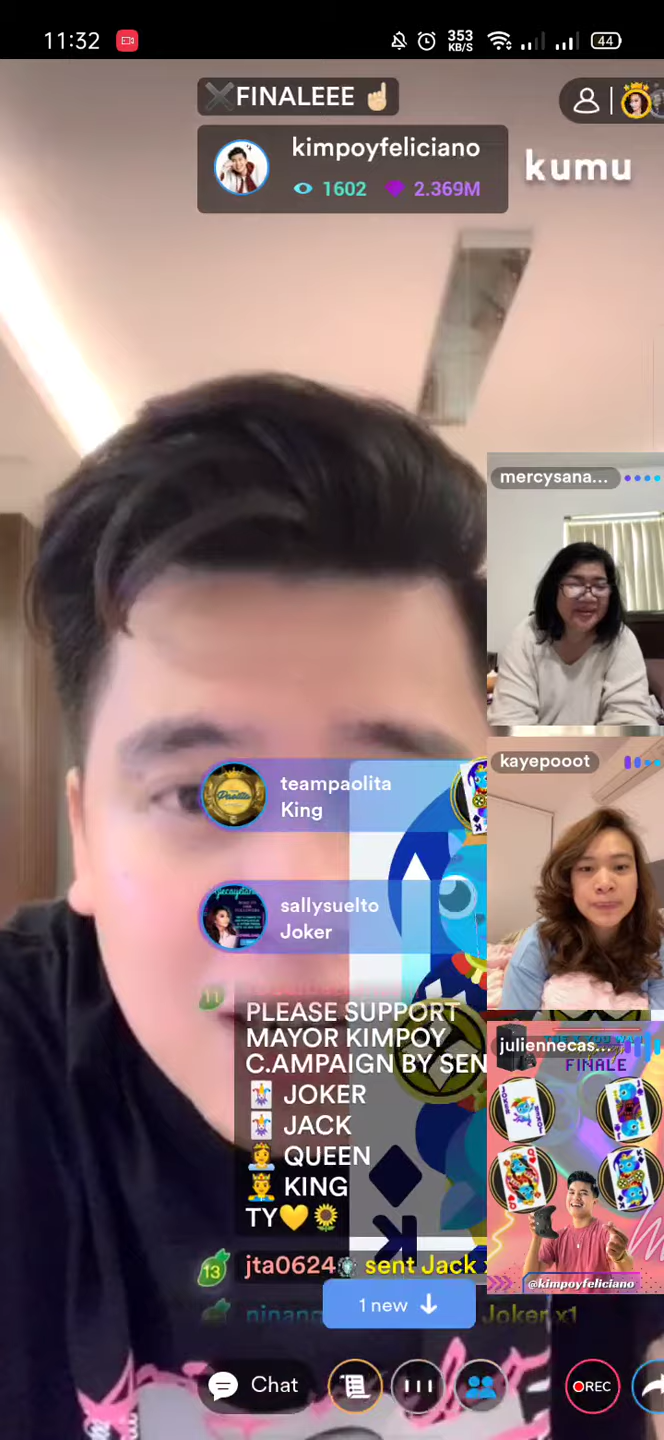 11:32
353
KB/S
44
FINALEEE
kimpoyfeliciano
1602
2.369M
kumu
mercysana...
kayepooot
teampaolita
King
sallysuelto
Joker
11
PLEASE SUPPORT
MAYOR KIMPOY
C.AMPAIGN BY SEN
JOKER
JACK
QUEEN
KING
TY
13
jta0624 sent Jack
1 new
Joker x1
juliennecas...
FINALE
@kimpoyfeliciano
Chat
REC